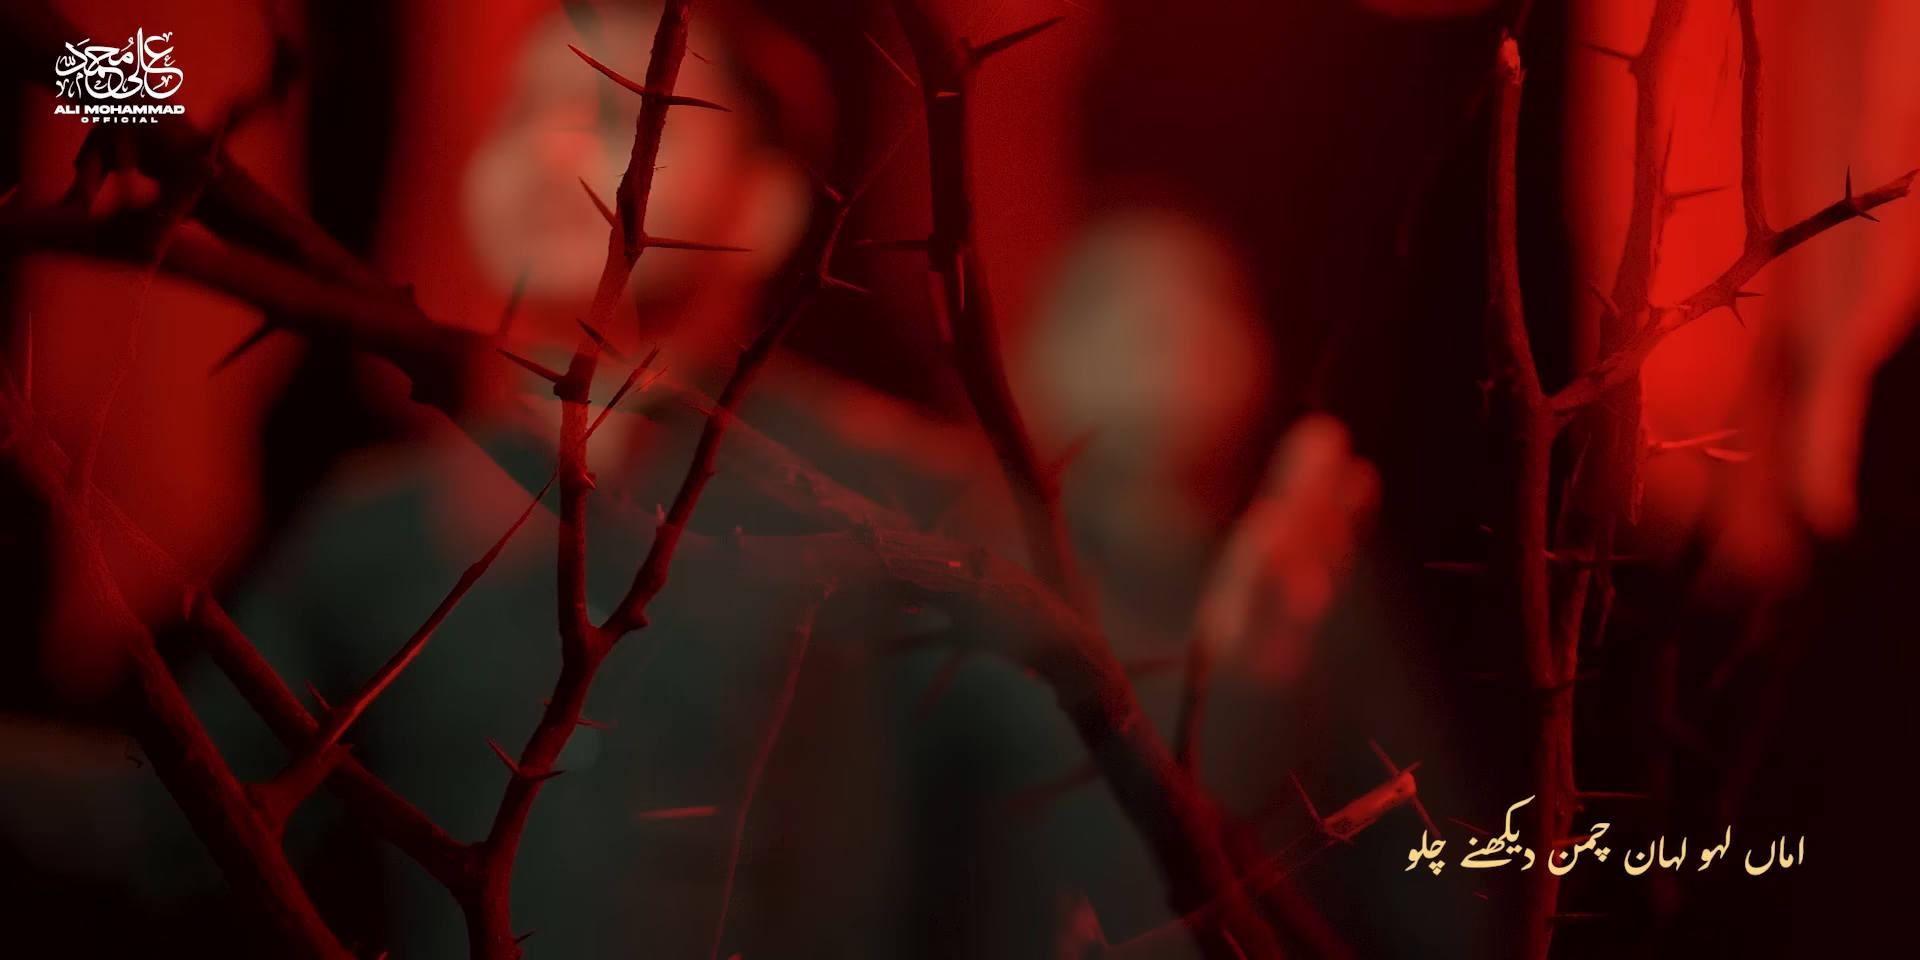 علی محمد
ALI MOHAMMAD
OFFICIAL
اماں لہو لہان چمن دیکھنے چلو